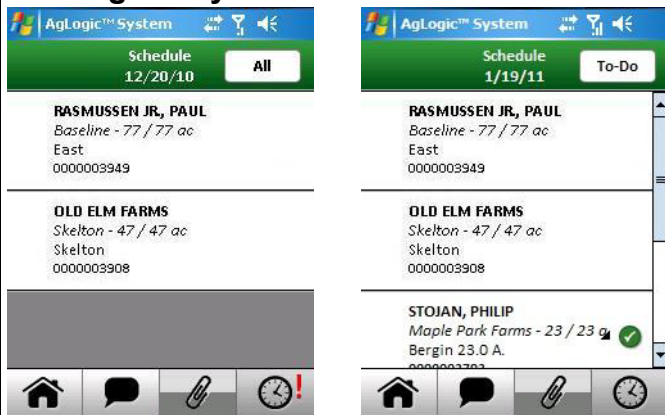 AgLogic™ System
Schedule
12/20/10
All
RASMUSSEN JR., PAUL
Baseline - 77 / 77 ac
East
0000003949
OLD ELM FARMS
Skelton - 47 / 47 ac
Skelton
0000003908
!
AgLogic™ System
Schedule
1/19/11
To-Do
RASMUSSEN JR., PAUL
Baseline - 77 / 77 ac
East
0000003949
OLD ELM FARMS
Skelton - 47 / 47 ac
Skelton
0000003908
STOJAN, PHILIP
Maple Park Farms - 23 / 23 a
Bergin 23.0 A.